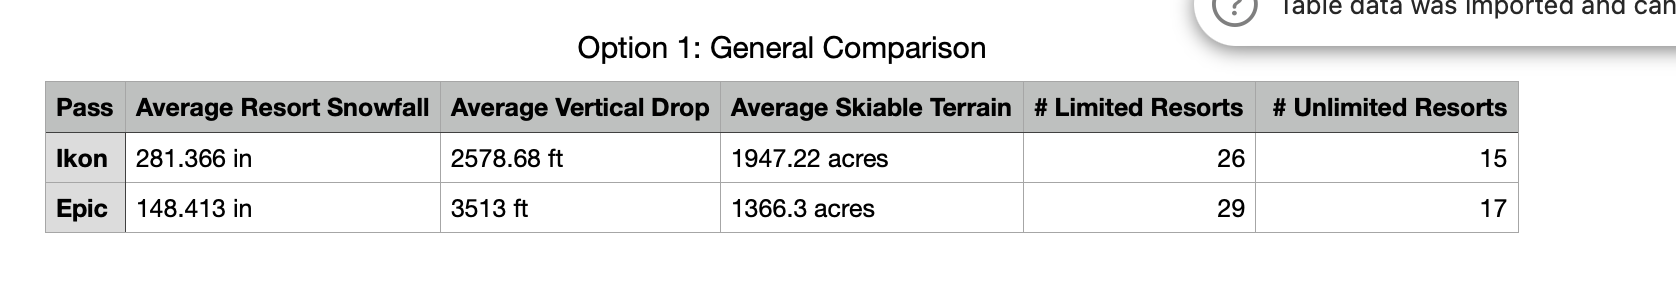 Table data was imported and can
Option 1: General Comparison
Pass Average Resort Snowfall Average Vertical Drop Average Skiable Terrain # Limited Resorts # Unlimited Resorts
Ikon 281.366 in 2578.68 ft 1947.22 acres 26 15
Epic 148.413 in 3513 ft 1366.3 acres 29 17